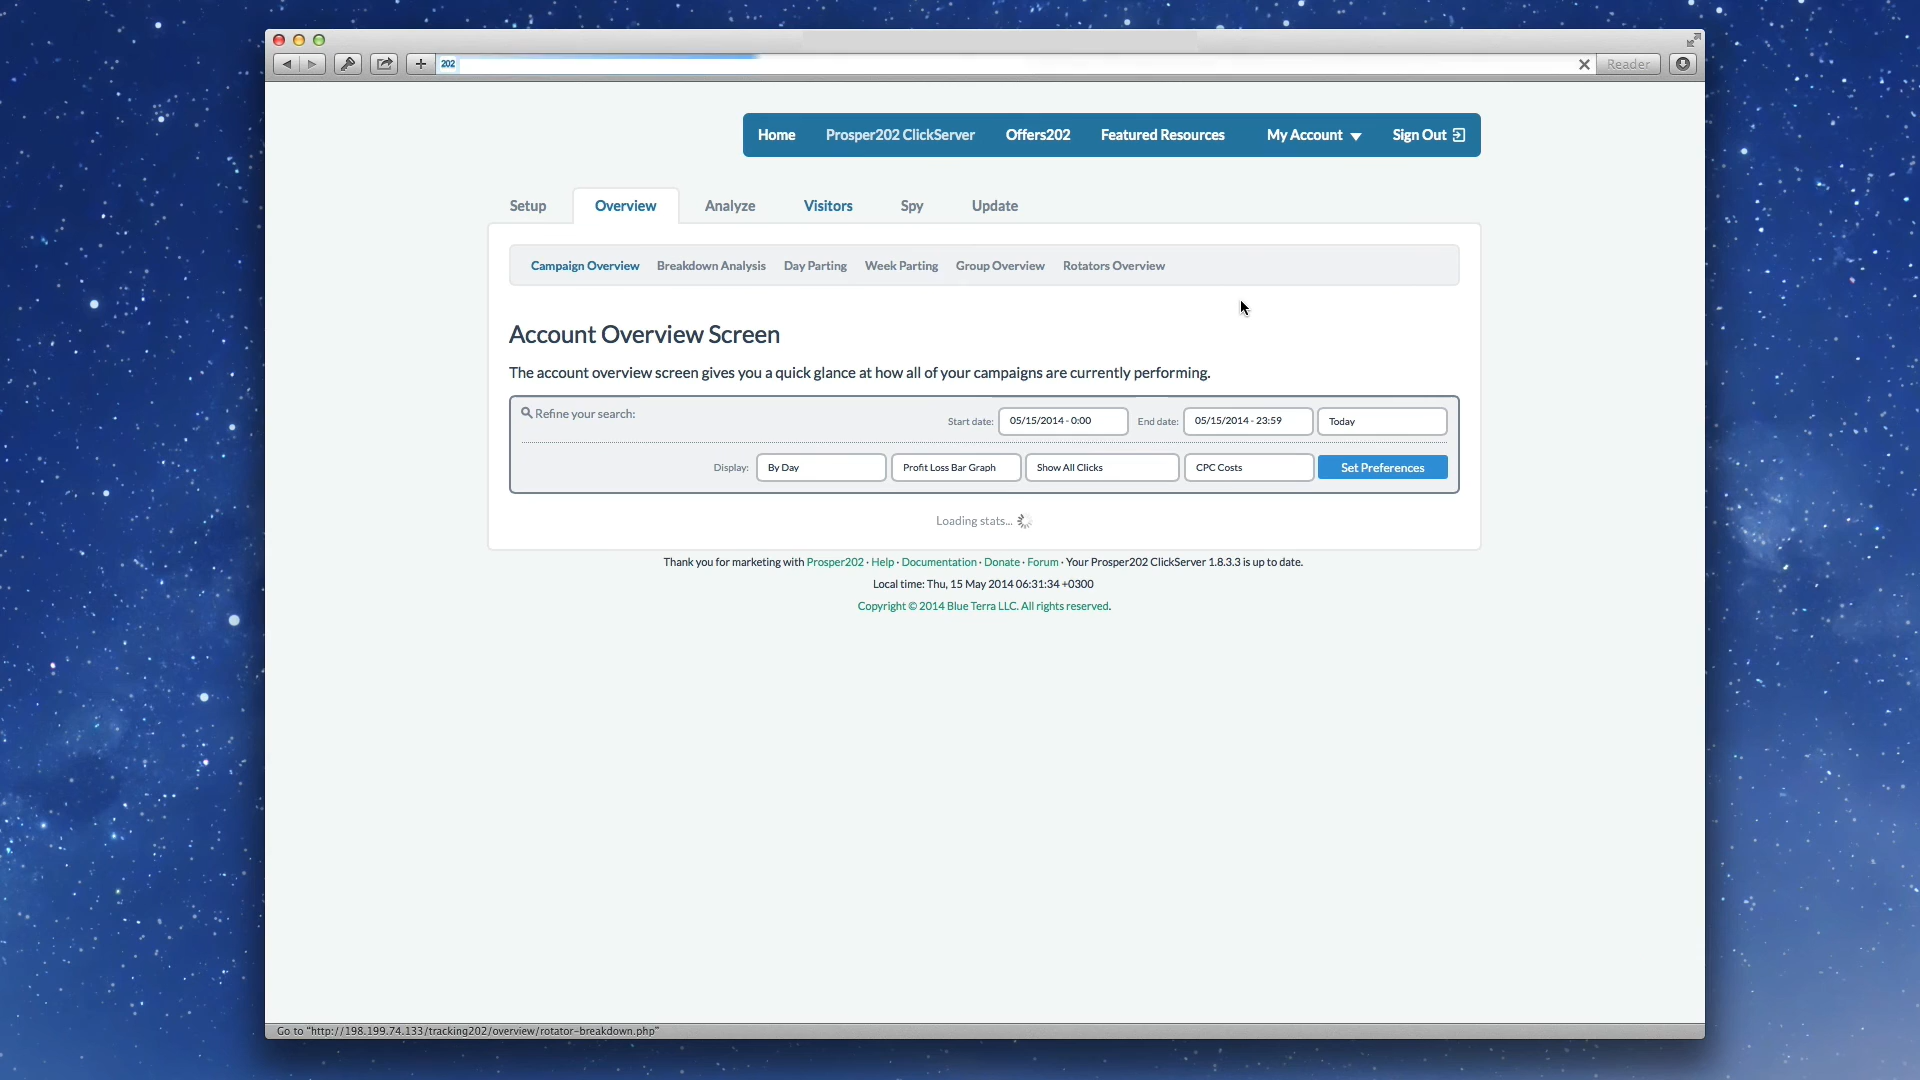 202
Reader
Home Prosper202 ClickServer Offers202 Featured Resources My Account Sign Out
Setup Overview Analyze Visitors Spy Update
Campaign Overview Breakdown Analysis Day Parting Week Parting Group Overview Rotators Overview
Account Overview Screen
The account overview screen gives you a quick glance at how all of your campaigns are currently performing.
Refine your search: Start date: 05/15/2014 - 0:00 End date: 05/15/2014 - 23:59 Today
Display: By Day Profit Loss Bar Graph Show All Clicks CPC Costs Set Preferences
Loading stats...
Thank you for marketing with Prosper202 · Help · Documentation · Donate · Forum · Your Prosper202 ClickServer 1.8.3.3 is up to date.
Local time: Thu, 15 May 2014 06:31:34 +0300
Copyright © 2014 Blue Terra LLC. All rights reserved.
Go to "http://198.199.74.133/tracking202/overview/rotator-breakdown.php"